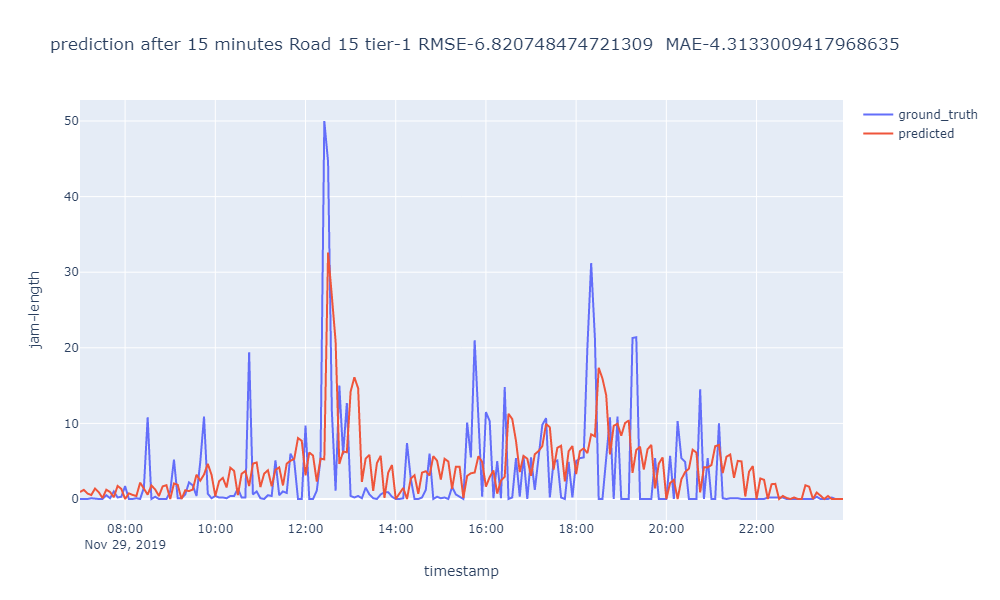 prediction after 15 minutes Road 15 tier-1 RMSE-6.820748474721309  MAE-4.3133009417968635
ground_truth
predicted
jam-length
50
40
30
20
10
0
08:00 10:00 12:00 14:00 16:00 18:00 20:00 22:00
Nov 29, 2019
timestamp